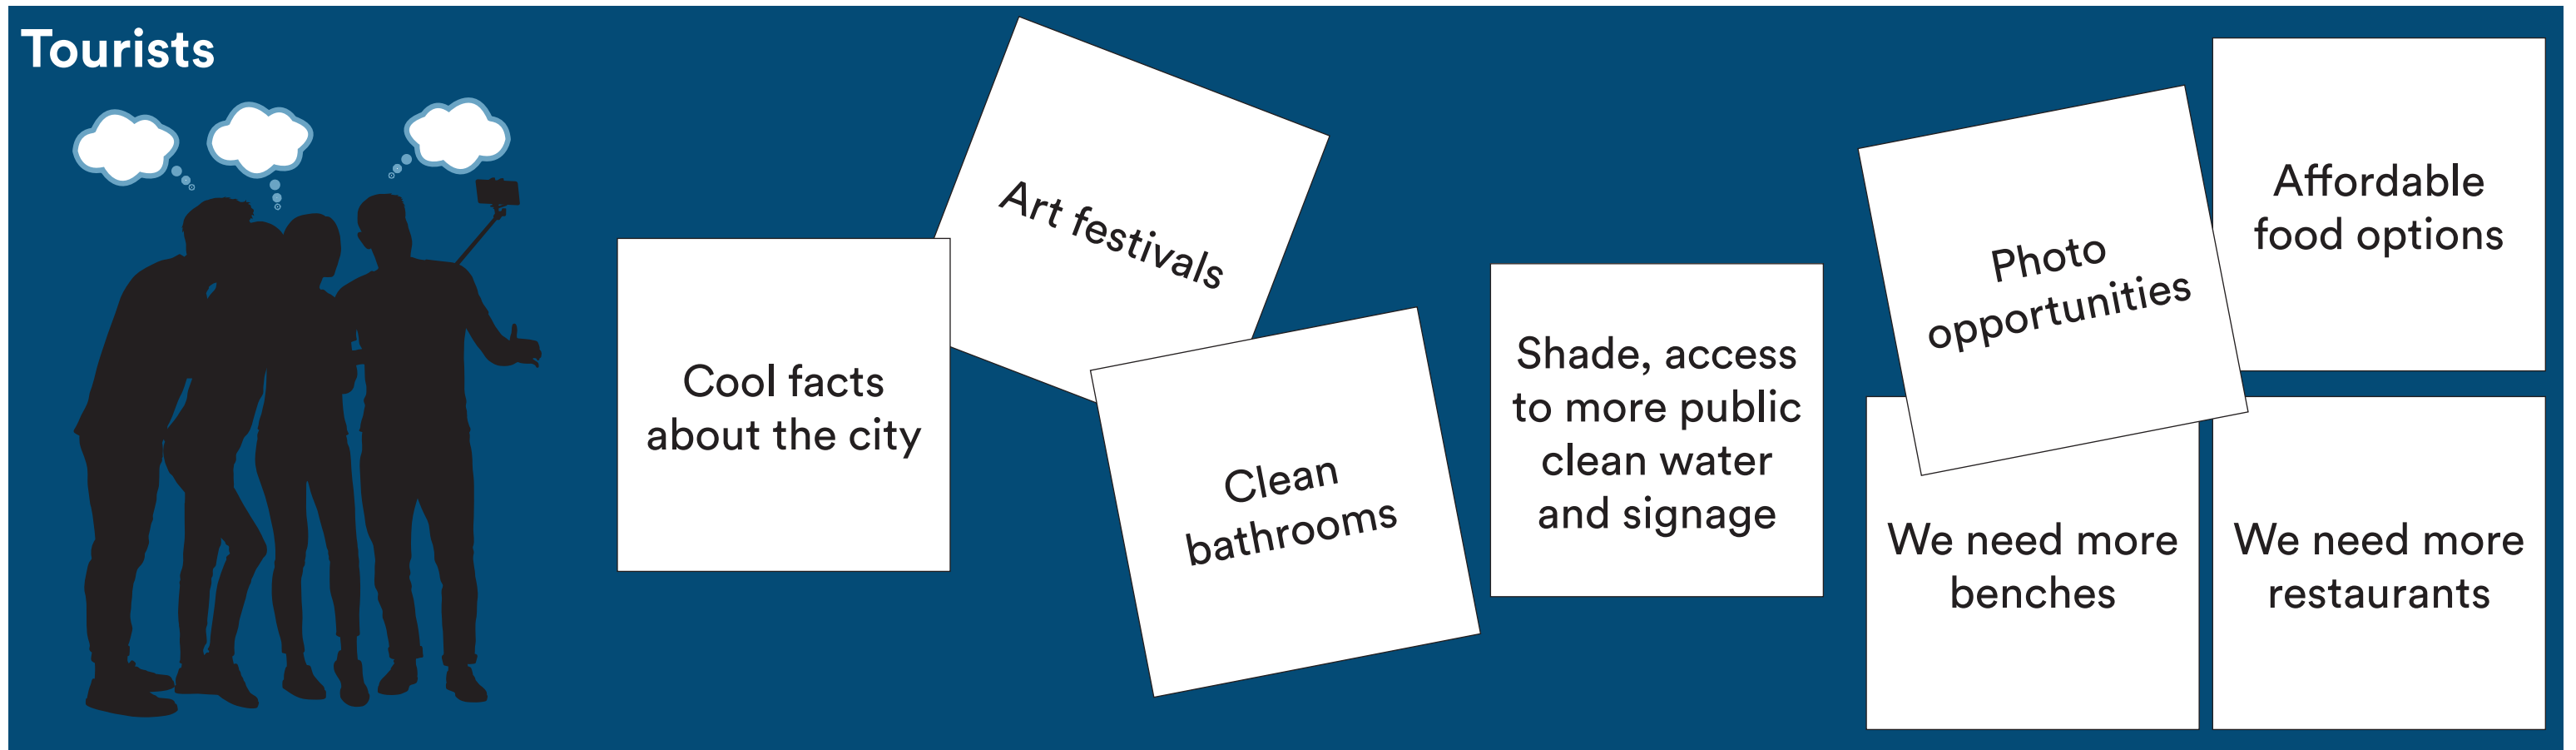 Tourists
Cool facts
about the city
Art festivals
Clean
bathrooms
Shade, access
to more public
clean water
and signage
Photo
opportunities
Affordable
food options
We need more
benches
We need more
restaurants